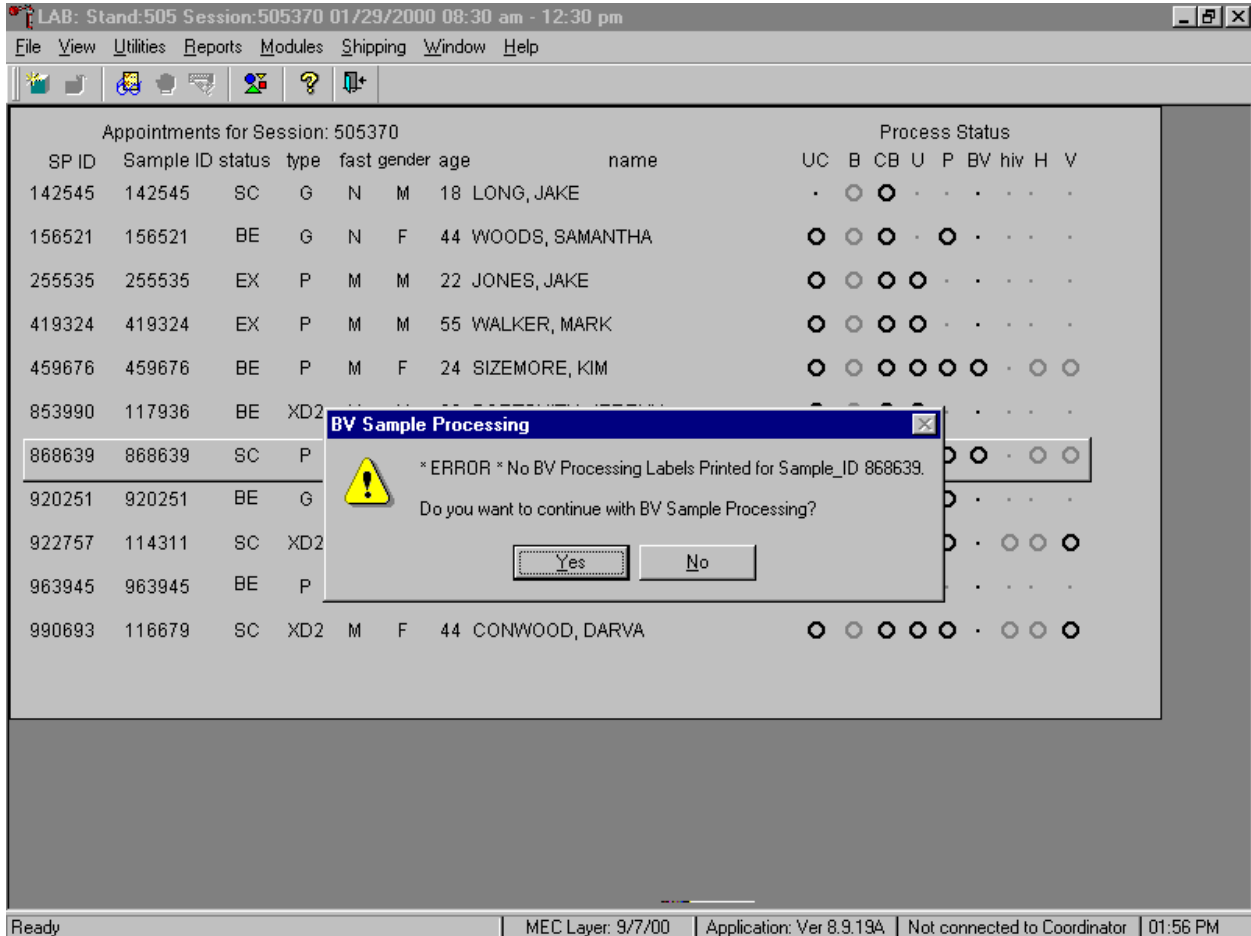 LAB: Stand:505 Session:505370 01/29/2000 08:30 am - 12:30 pm
File View Utilities Reports Modules Shipping Window Help
Appointments for Session: 505370 Process Status
SP ID Sample ID status type fast gender age name UC B CB U P BV hiv H V
142545 142545 SC G N M 18 LONG, JAKE
156521 156521 BE G N F 44 WOODS, SAMANTHA
255535 255535 EX P M M 22 JONES, JAKE
419324 419324 EX P M M 55 WALKER, MARK
459676 459676 BE P M F 24 SIZEMORE, KIM
853990 117936 BE XD2
BV Sample Processing
868639 868639 SC P
* ERROR * No BV Processing Labels Printed for Sample_ID 868639.
920251 920251 BE G
Do you want to continue with BV Sample Processing?
922757 114311 SC XD2
Yes No
963945 963945 BE P
990693 116679 SC XD2 M F 44 CONWOOD, DARVA
Ready MEC Layer: 9/7/00 Application: Ver 8.9.19A Not connected to Coordinator 01:56 PM